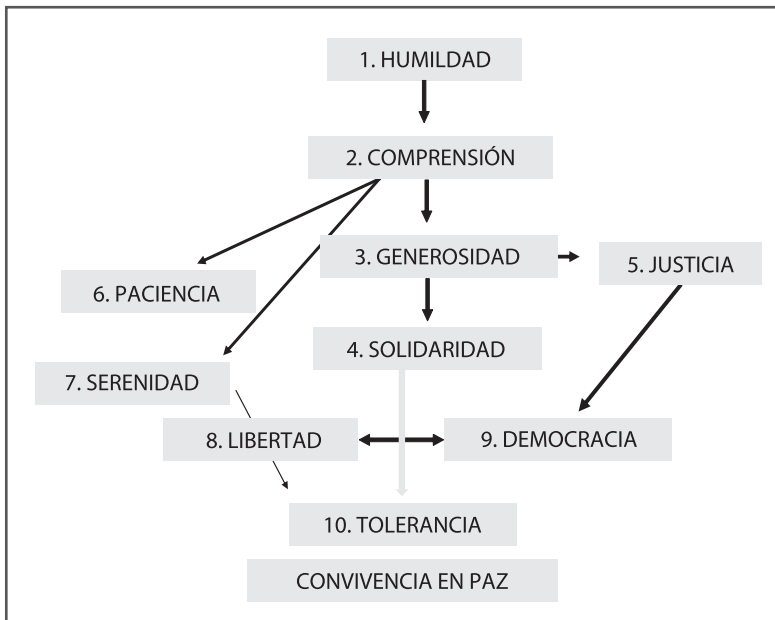 1. HUMILDAD
2. COMPRENSIÓN
3. GENEROSIDAD
5. JUSTICIA
6. PACIENCIA
4. SOLIDARIDAD
7. SERENIDAD
8. LIBERTAD
9. DEMOCRACIA
10. TOLERANCIA
CONVIVENCIA EN PAZ